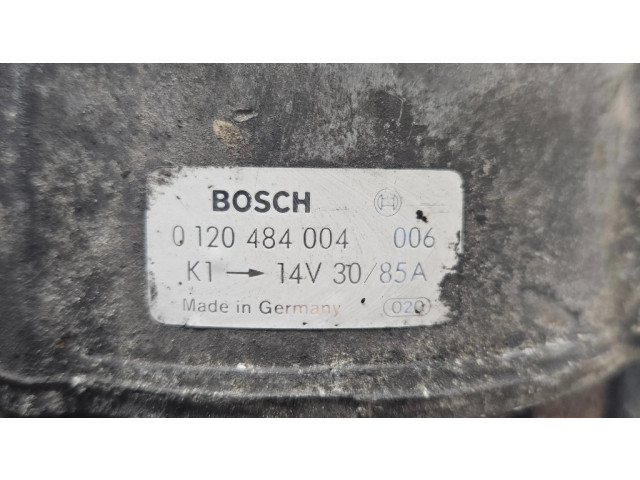 BOSCH
0 120 484 004 006
K1 → 14V 30/85A
Made in Germany 020